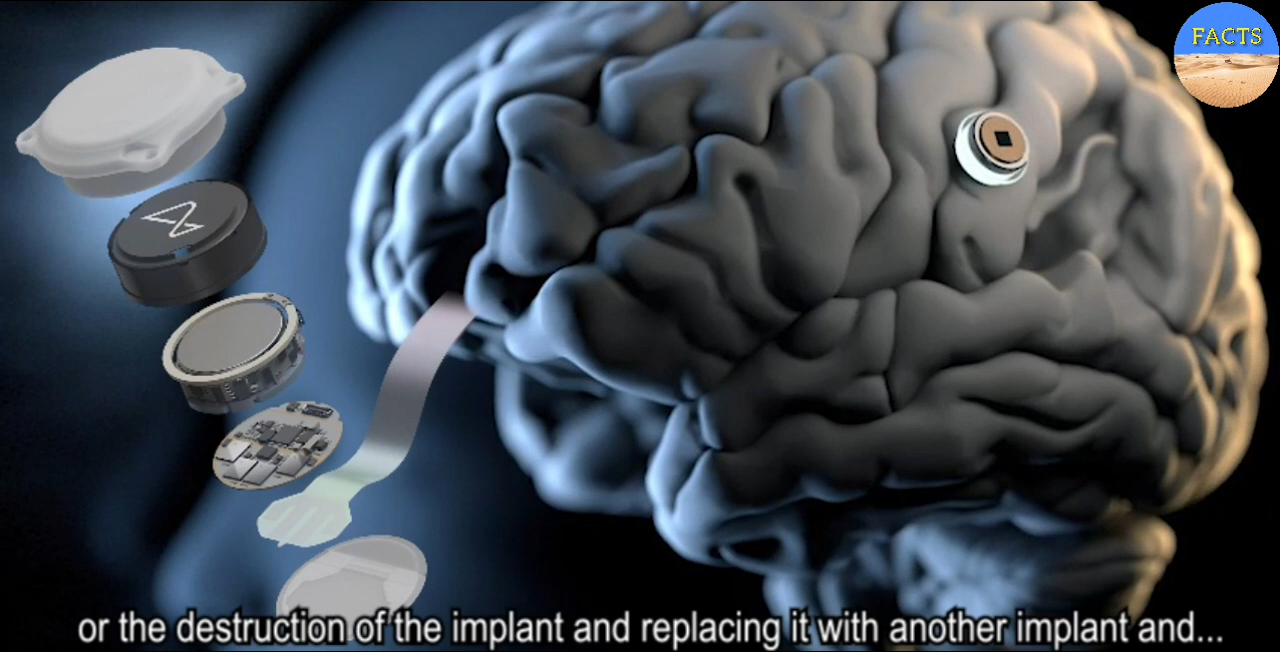 FACTS
or the destruction of the implant and replacing it with another implant and...